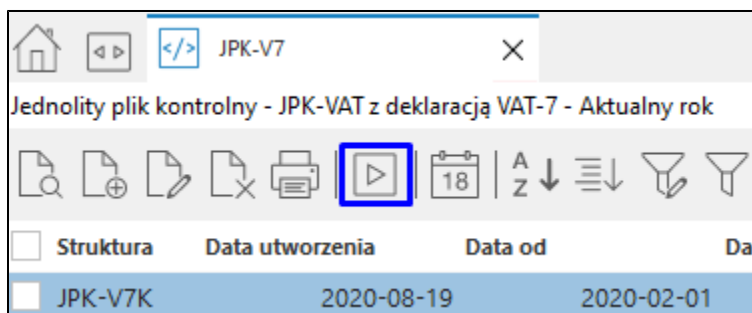 JPK-V7
Jednolity plik kontrolny - JPK-VAT z deklaracją VAT-7 - Aktualny rok
18 A Z
Struktura Data utworzenia Data od Da
JPK-V7K 2020-08-19 2020-02-01